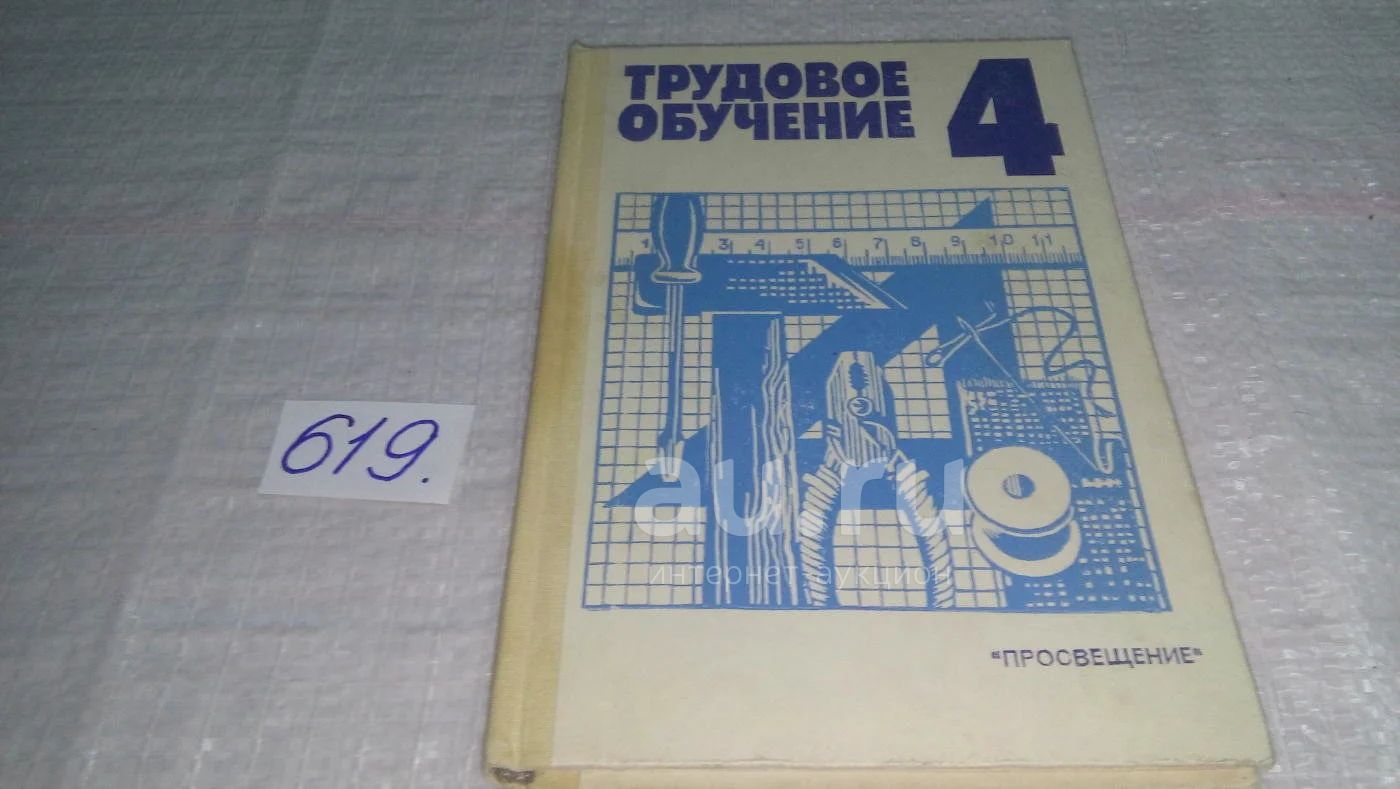 ТРУДОВОЕ
ОБУЧЕНИЕ
4
1 3 4 5 6 7 8 9 10 11
619.
au.ru
интернет-аукцион
"ПРОСВЕЩЕНИЕ"